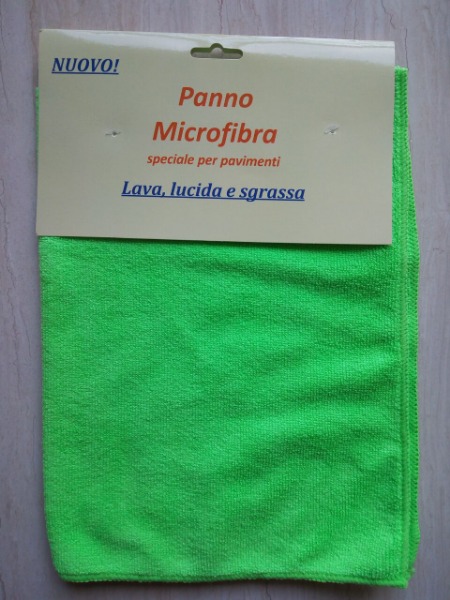 NUOVO!
Panno
Microfibra
speciale per pavimenti
Lava, lucida e sgrassa